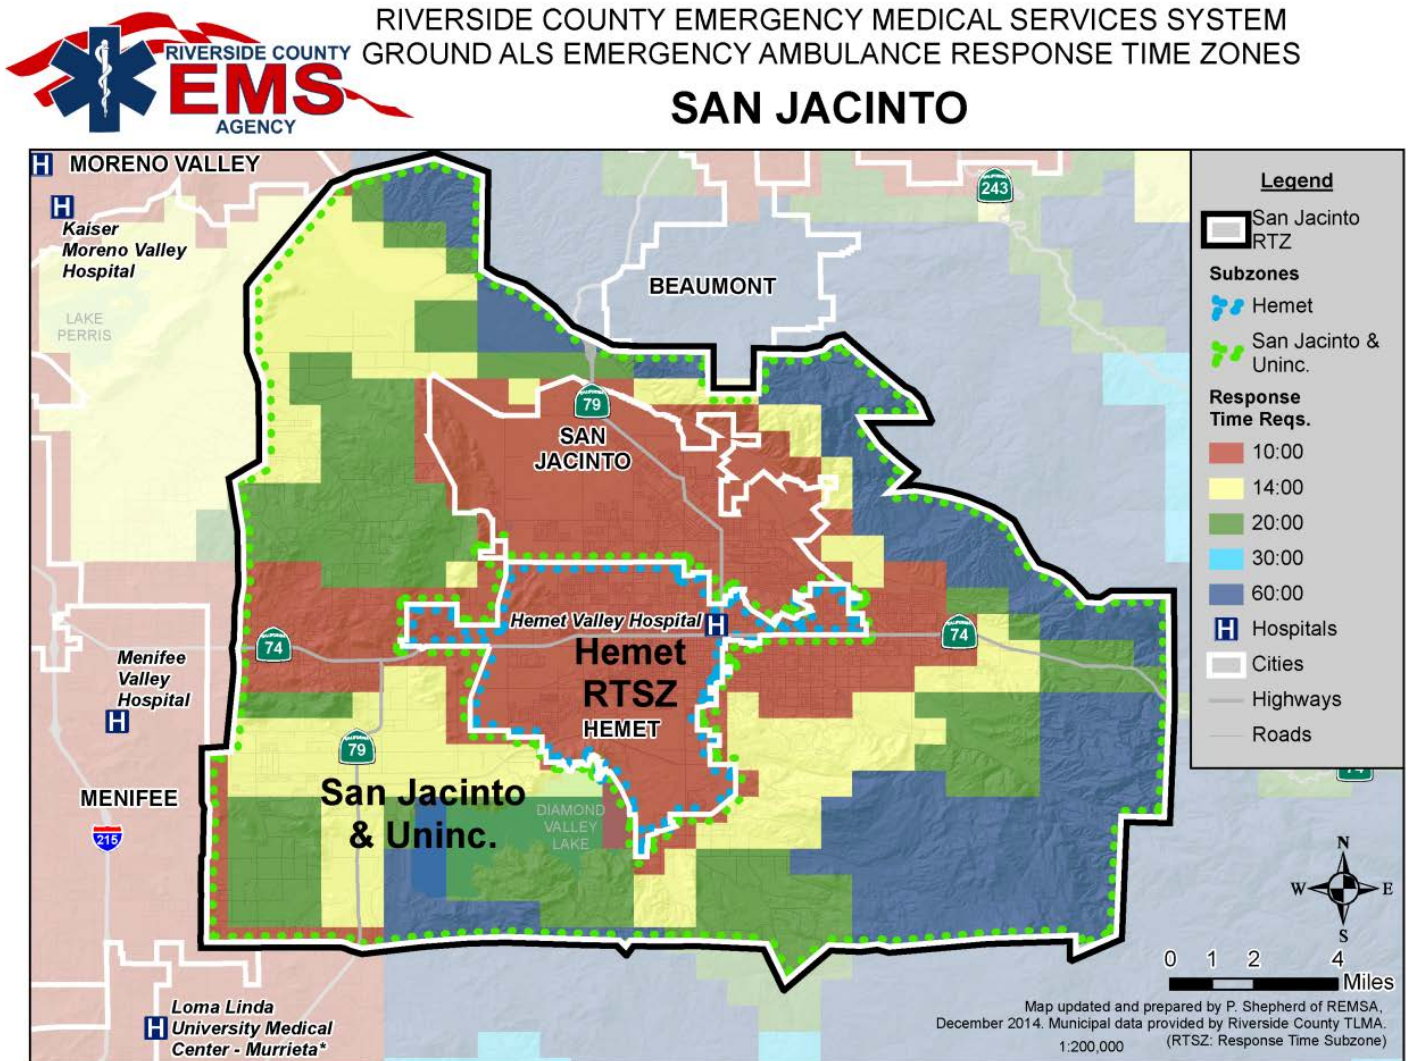 RIVERSIDE COUNTY EMERGENCY MEDICAL SERVICES SYSTEM
GROUND ALS EMERGENCY AMBULANCE RESPONSE TIME ZONES
SAN JACINTO
RIVERSIDE COUNTY
EMS
AGENCY
MORENO VALLEY
H
H
Kaiser
Moreno Valley
Hospital
LAKE
PERRIS
BEAUMONT
243
79
SAN
JACINTO
Hemet Valley Hospital
H
74
74
Hemet
RTSZ
HEMET
Menifee
Valley
Hospital
H
79
MENIFEE
215
San Jacinto
& Uninc.
DIAMOND
VALLEY
LAKE
Loma Linda
H
University Medical
Center - Murrieta*
Legend
San Jacinto
RTZ
Subzones
Hemet
San Jacinto &
Uninc.
Response
Time Reqs.
10:00
14:00
20:00
30:00
60:00
H Hospitals
Cities
Highways
Roads
74
N
W E
S
0 1 2 4
Miles
Map updated and prepared by P. Shepherd of REMSA,
December 2014. Municipal data provided by Riverside County TLMA.
1:200,000 (RTSZ: Response Time Subzone)